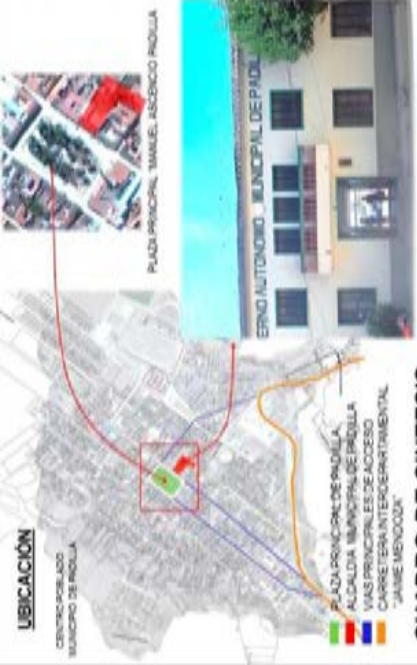 UBICACIÓN
CENTRO POBLADO
MUNICIPIO DE PADILLA
PLAZA PRINCIPAL MANUEL ASCENCIO PADILLA
ERNO AUTONOMO MUNICIPAL DE PADIL
PLAZA PRINCIPAL DE PADILLA
ALCALDIA MUNICIPAL DE PADILLA
VIAS PRINCIPALES DE ACCESO
CARRETERA INTERDEPARTAMENTAL
"JAIME MENDOZA"